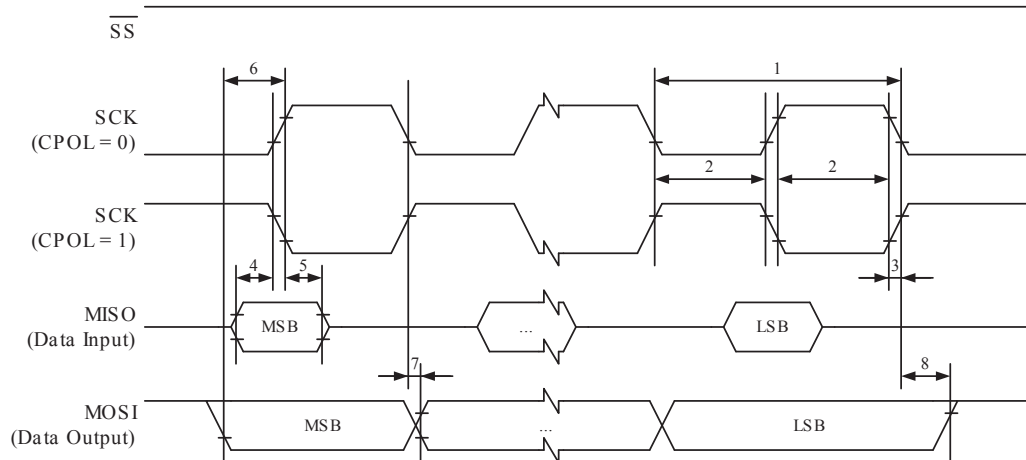 SS
6
1
SCK
(CPOL = 0)
2
2
SCK
(CPOL = 1)
4
5
3
MISO
(Data Input)
MSB
...
LSB
7
8
MOSI
(Data Output)
MSB
...
LSB